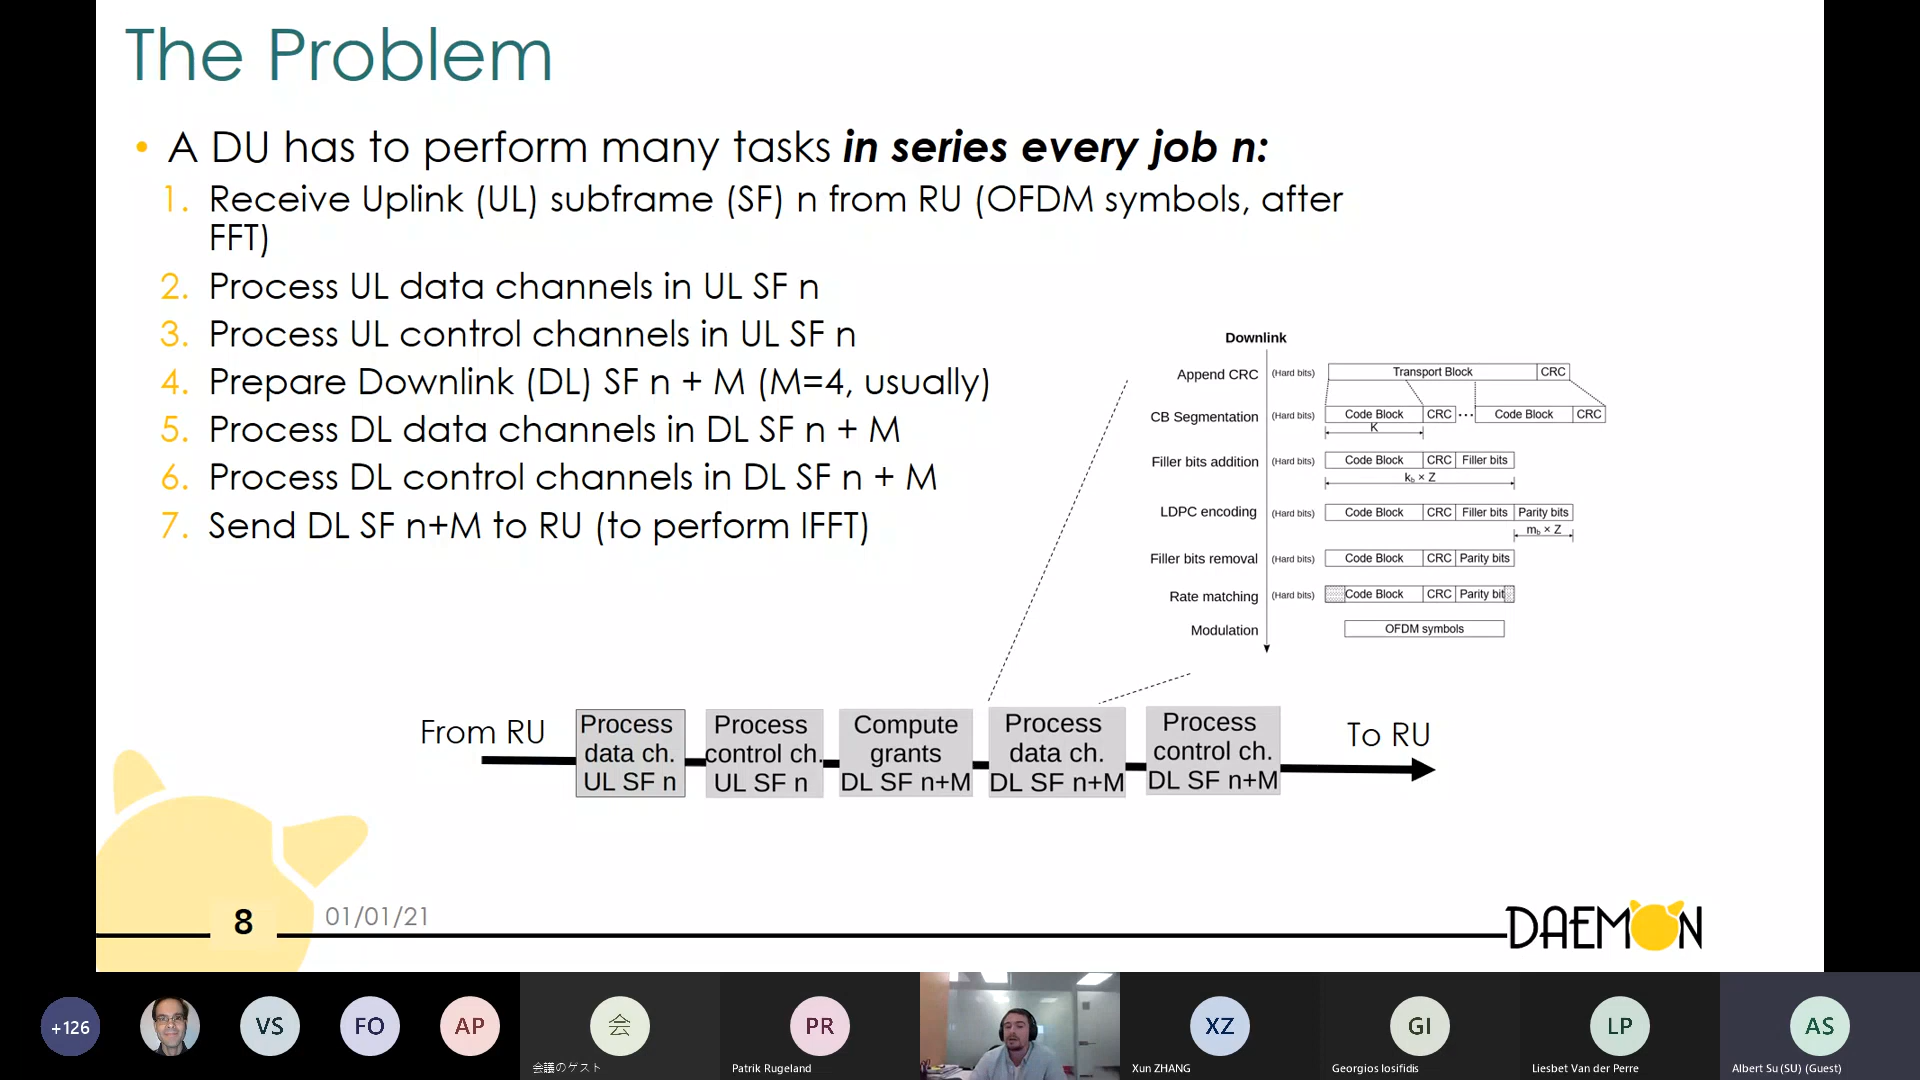 The Problem
• A DU has to perform many tasks in series every job n:
1. Receive Uplink (UL) subframe (SF) n from RU (OFDM symbols, after
FFT)
2. Process UL data channels in UL SF n
3. Process UL control channels in UL SF n
4. Prepare Downlink (DL) SF n + M (M=4, usually)
5. Process DL data channels in DL SF n + M
6. Process DL control channels in DL SF n + M
7. Send DL SF n+M to RU (to perform IFFT)
Downlink
Append CRC (Hard bits) Transport Block CRC
CB Segmentation (Hard bits) Code Block CRC ••• Code Block CRC
K
Filler bits addition (Hard bits) Code Block CRC Filler bits
k_b × Z
LDPC encoding (Hard bits) Code Block CRC Filler bits Parity bits
m_b × Z
Filler bits removal (Hard bits) Code Block CRC Parity bits
Rate matching (Hard bits) Code Block CRC Parity bit
Modulation OFDM symbols
From RU
Process
data ch.
UL SF n
Process
control ch.
UL SF n
Compute
grants
DL SF n+M
Process
data ch.
DL SF n+M
Process
control ch.
DL SF n+M
To RU
8
01/01/21
DAEMON
+126
VS
FO
AP
会
会議のゲスト
PR
Patrik Rugeland
XZ
Xun ZHANG
GI
Georgios Iosifidis
LP
Liesbet Van der Perre
AS
Albert Su (SU) (Guest)